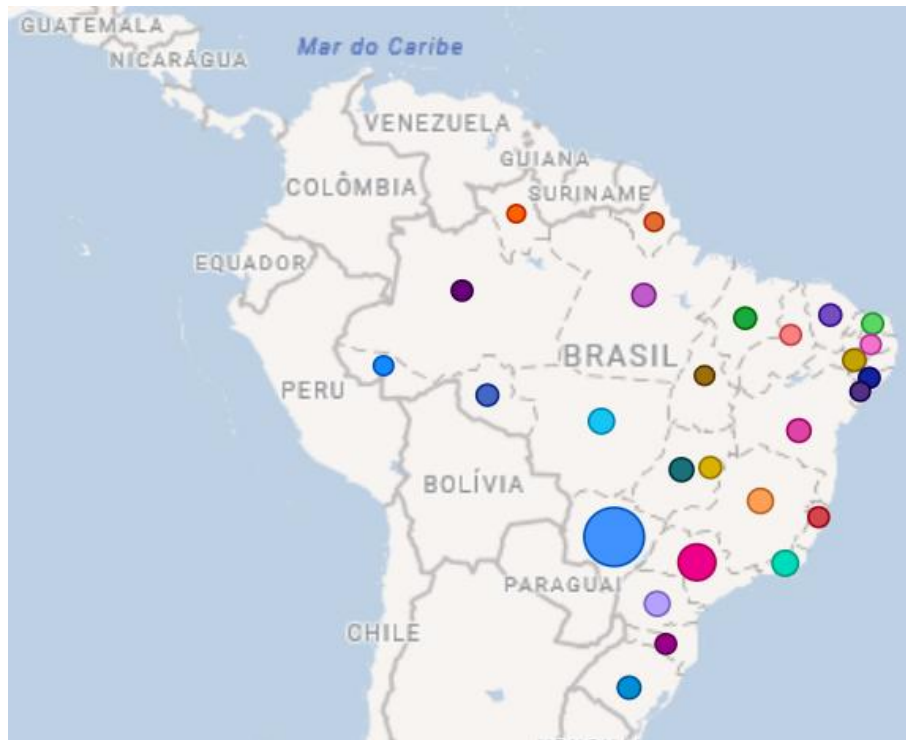 GUATEMALA
Mar do Caribe
NICARÁGUA
VENEZUELA
GUIANA
COLÔMBIA
SURINAME
EQUADOR
BRASIL
PERU
BOLÍVIA
PARAGUAI
CHILE